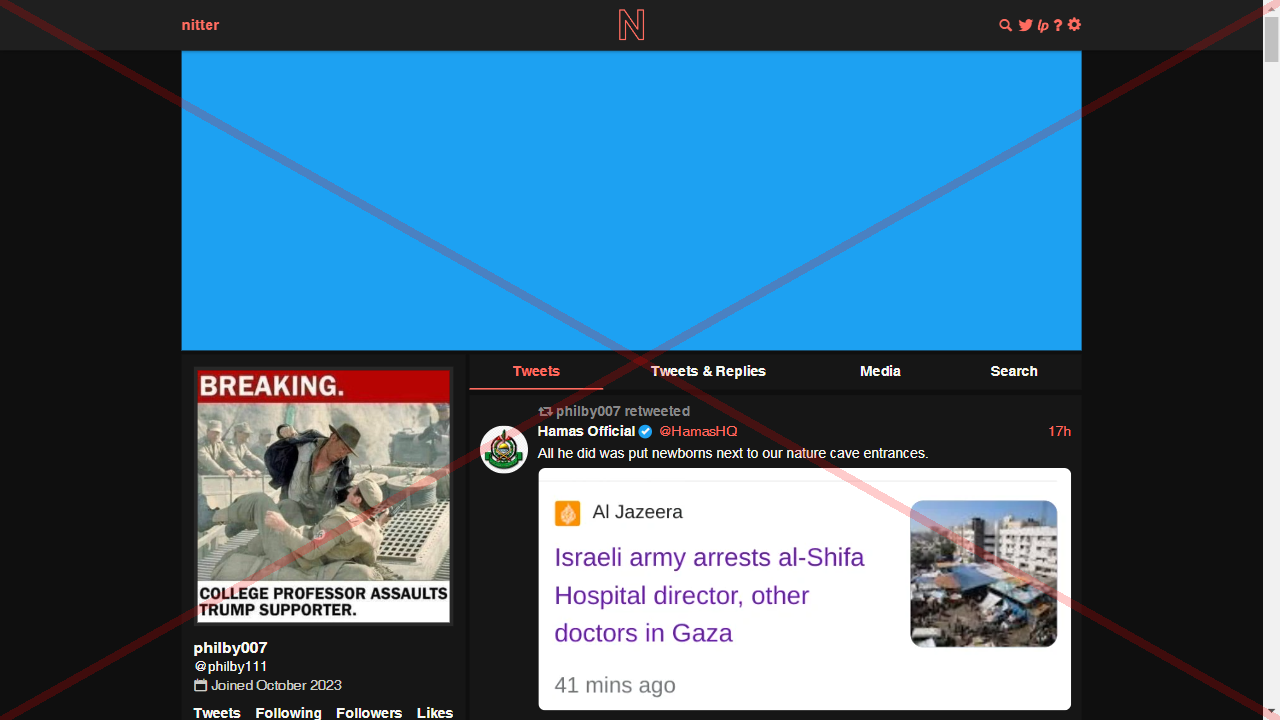 nitter
N
lp ?
BREAKING.
COLLEGE PROFESSOR ASSAULTS
TRUMP SUPPORTER.
philby007
@philby111
Joined October 2023
Tweets Following Followers Likes
Tweets Tweets & Replies Media Search
philby007 retweeted
Hamas Official @HamasHQ 17h
All he did was put newborns next to our nature cave entrances.
Al Jazeera
Israeli army arrests al-Shifa
Hospital director, other
doctors in Gaza
41 mins ago